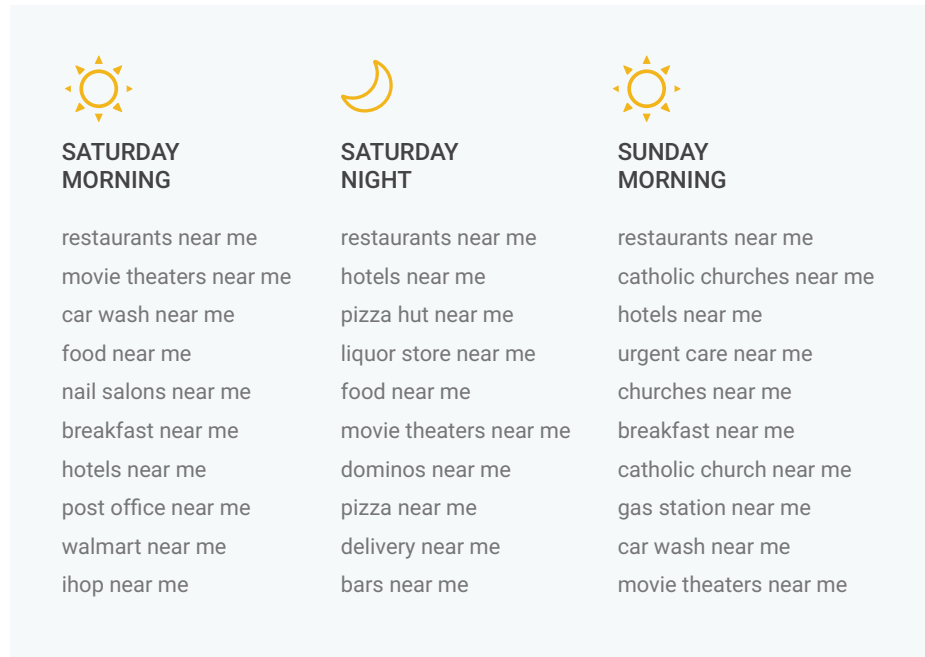 SATURDAY
MORNING
restaurants near me
movie theaters near me
car wash near me
food near me
nail salons near me
breakfast near me
hotels near me
post office near me
walmart near me
ihop near me
SATURDAY
NIGHT
restaurants near me
hotels near me
pizza hut near me
liquor store near me
food near me
movie theaters near me
dominos near me
pizza near me
delivery near me
bars near me
SUNDAY
MORNING
restaurants near me
catholic churches near me
hotels near me
urgent care near me
churches near me
breakfast near me
catholic church near me
gas station near me
car wash near me
movie theaters near me